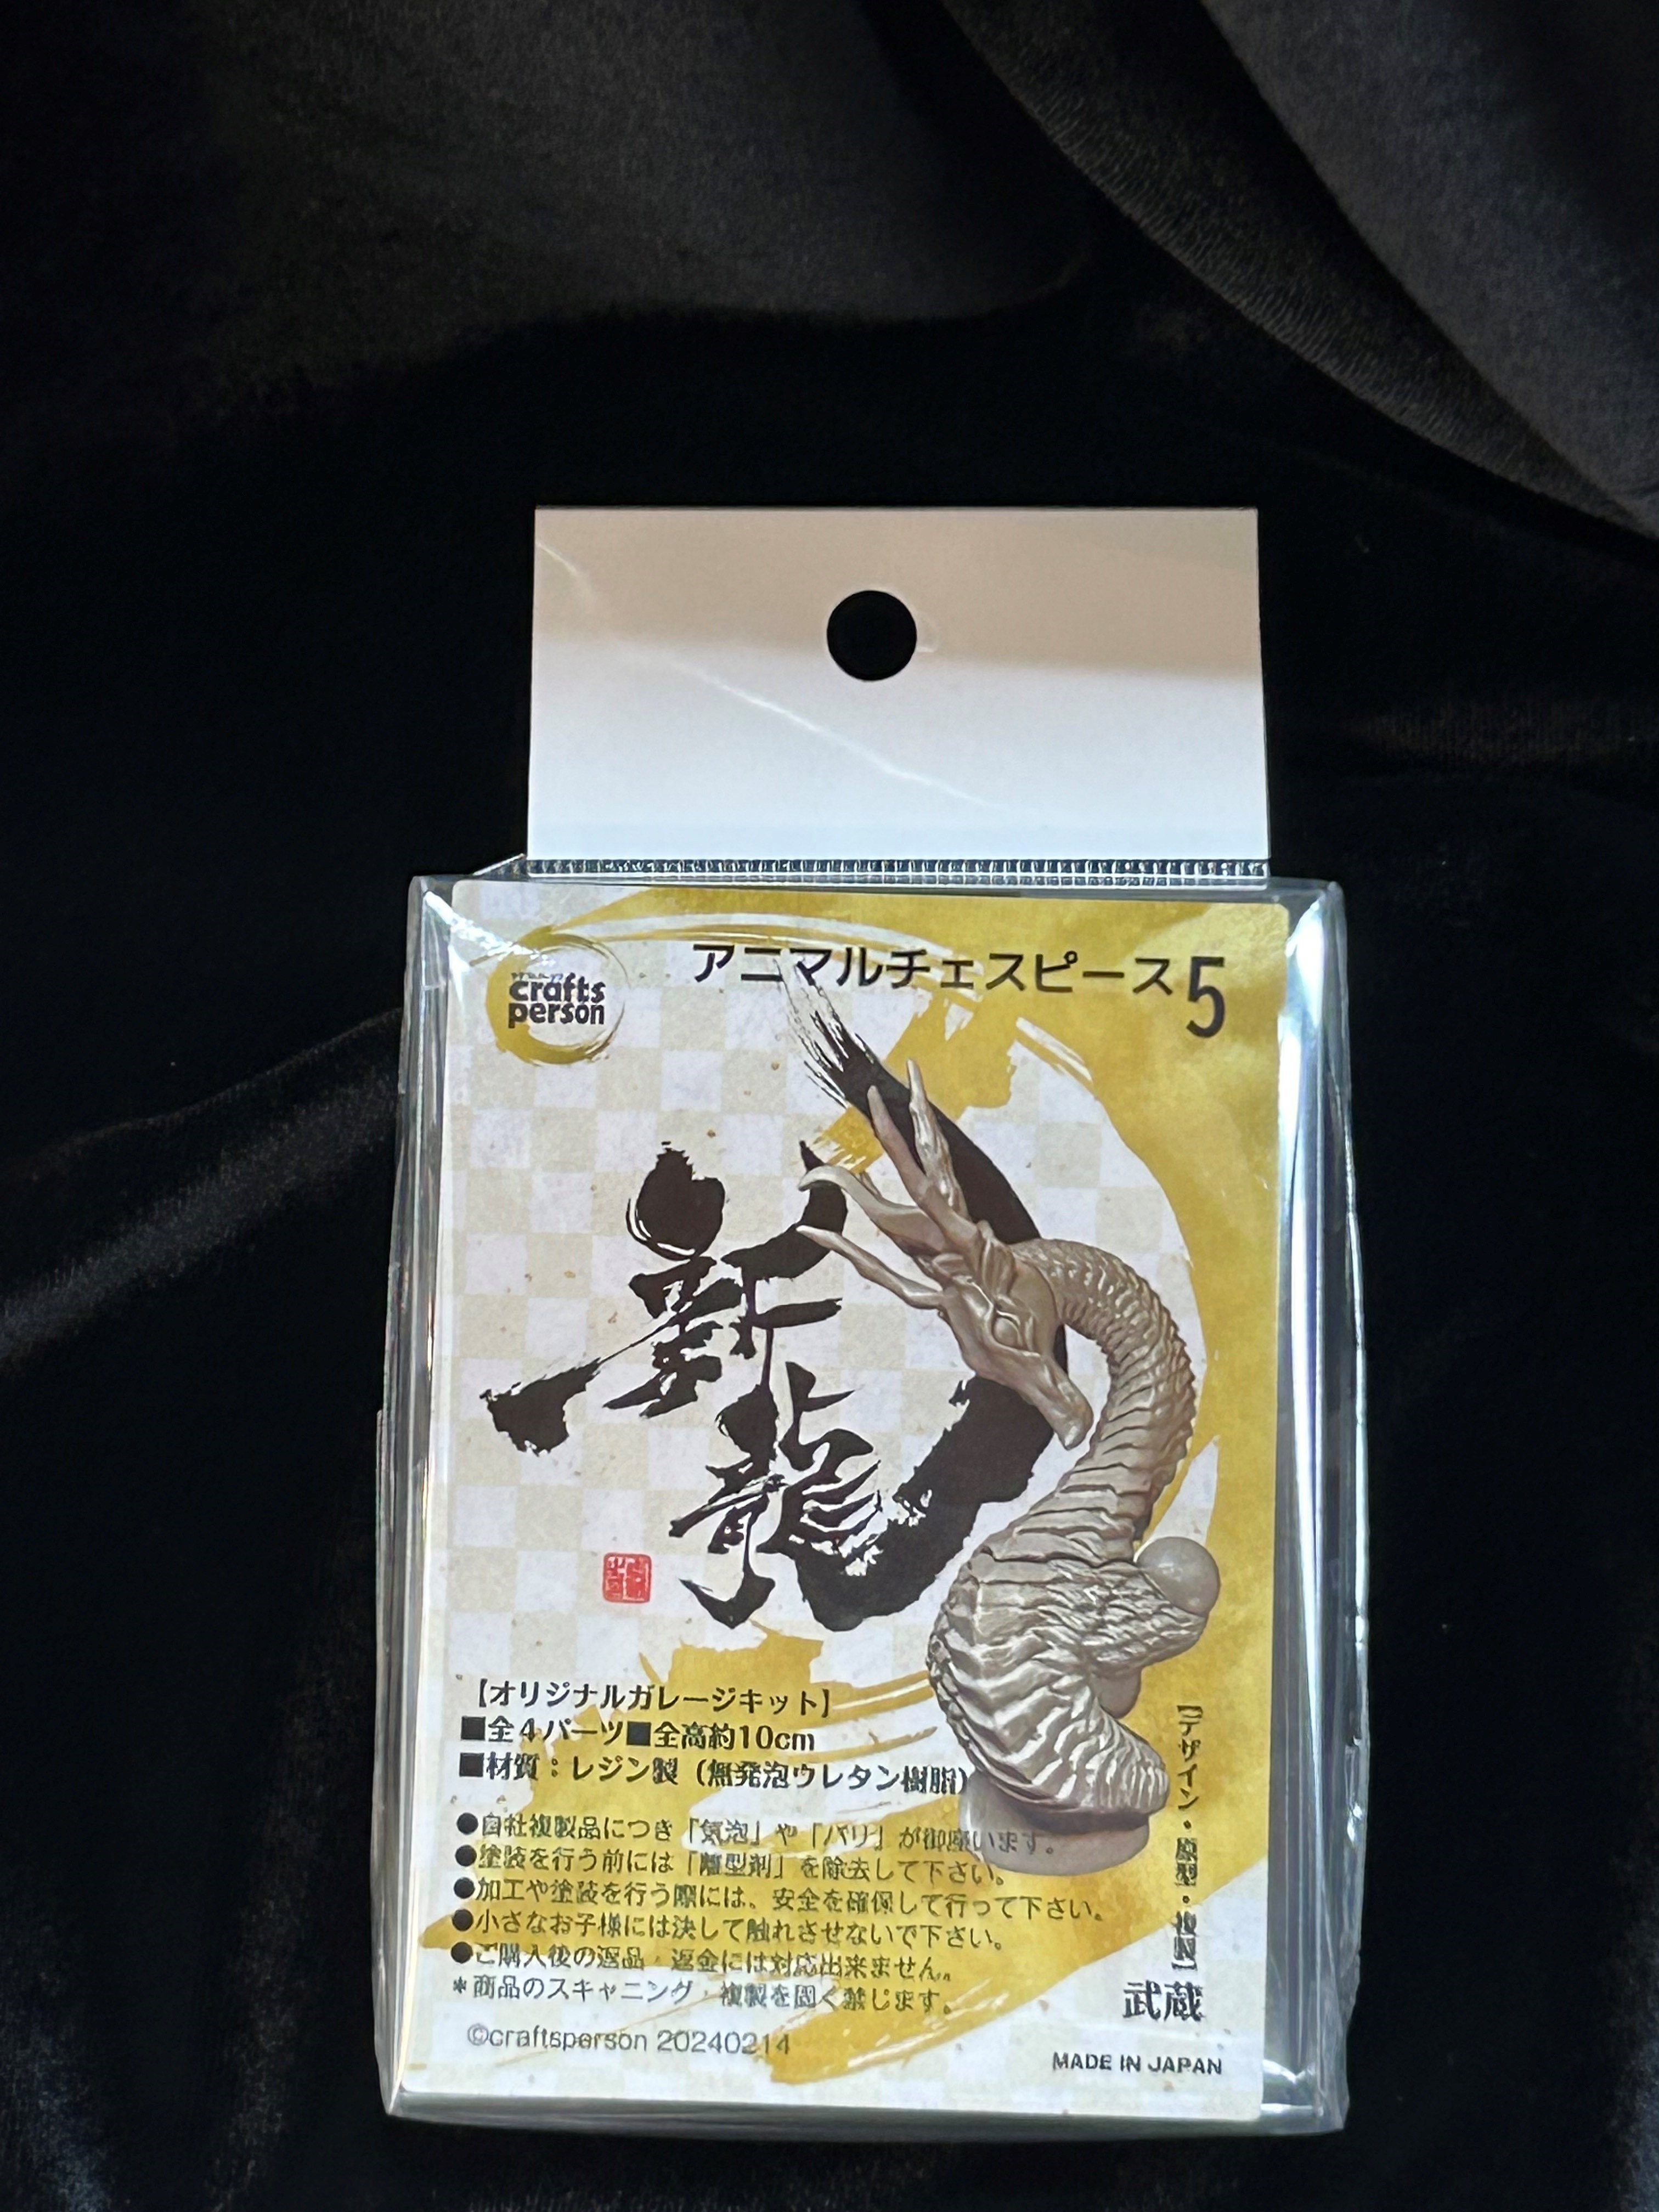 crafts
person
アニマルチェスピース5
新龍
【オリジナルガレージキット】
■全4パーツ■全高約10cm
■材質：レジン製（無発泡ウレタン樹脂）
●自社複製品につき「気泡」や「バリ」が御座います。
●塗装を行う前には「離型剤」を除去して下さい。
●加工や塗装を行う際には、安全を確保して行って下さい。
●小さなお子様には決して触れさせないで下さい。
●ご購入後の返品・返金には対応出来ません。
＊商品のスキャニング・複製を固く禁じます。
©craftsperson 20240214
【デザイン・原型・複製】
武蔵
MADE IN JAPAN